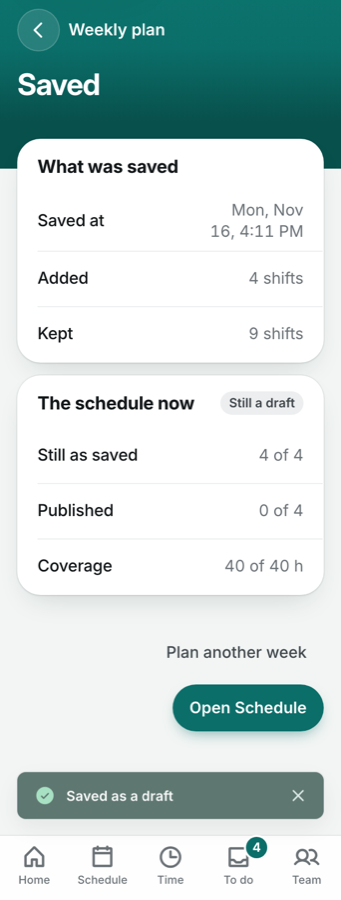 Weekly plan
Saved
What was saved
Saved at
Mon, Nov
16, 4:11 PM
Added
4 shifts
Kept
9 shifts
The schedule now
Still a draft
Still as saved
4 of 4
Published
0 of 4
Coverage
40 of 40 h
Plan another week
Open Schedule
Saved as a draft
4
Home
Schedule
Time
To do
Team